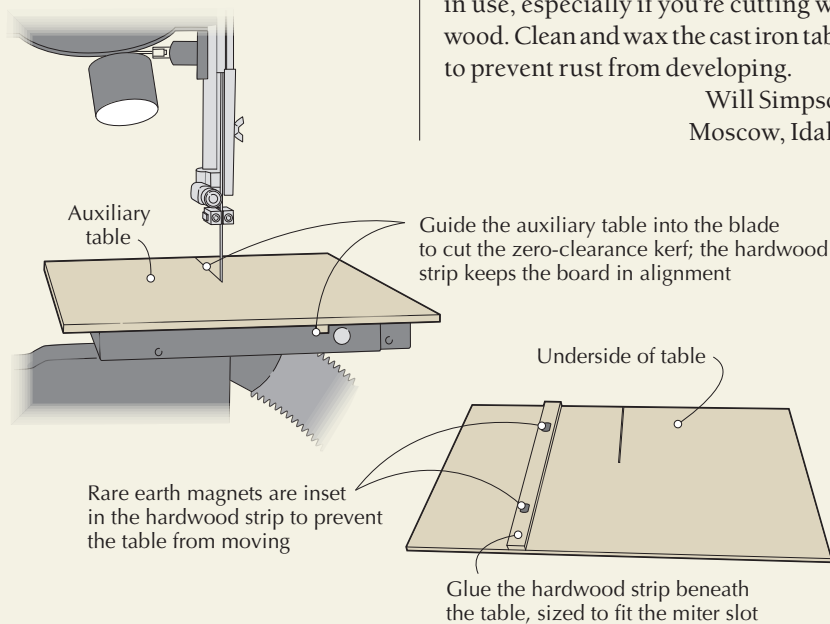 in use, especially if you're cutting
wood. Clean and wax the cast iron
to prevent rust from developing.
Will
Moscow,
Auxiliary
table
Guide the auxiliary table into the blade
to cut the zero-clearance kerf; the hardwood
strip keeps the board in alignment
Underside of table
Rare earth magnets are inset
in the hardwood strip to prevent
the table from moving
Glue the hardwood strip beneath
the table, sized to fit the miter slot